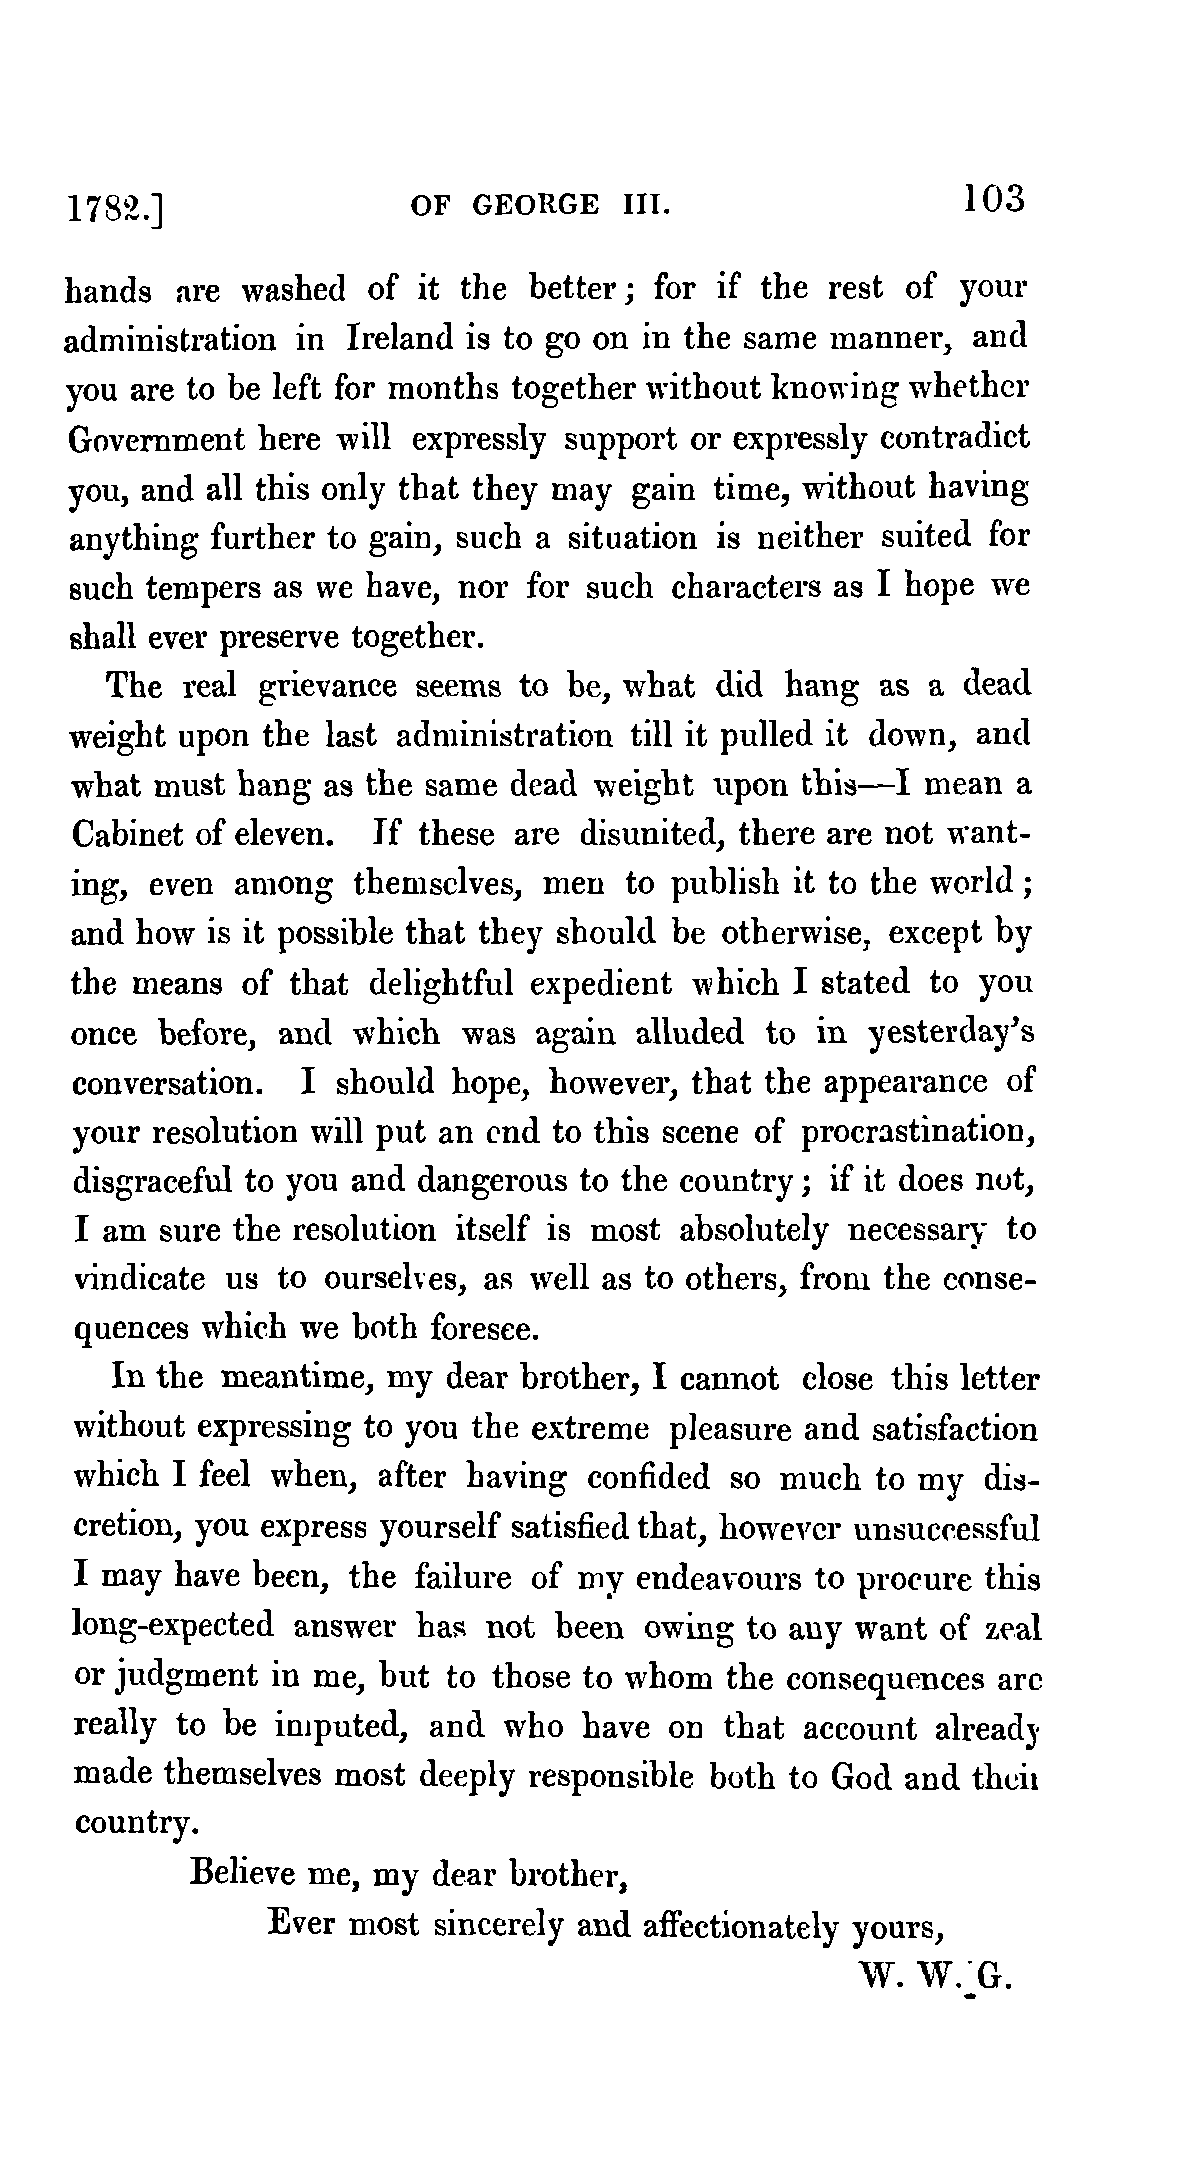 1782.] OF GEORGE III. 103
hands are washed of it the better; for if the rest of your
administration in Ireland is to go on in the same manner, and
you are to be left for months together without knowing whether
Government here will expressly support or expressly contradict
you, and all this only that they may gain time, without having
anything further to gain, such a situation is neither suited for
such tempers as we have, nor for such characters as I hope we
shall ever preserve together.
The real grievance seems to be, what did hang as a dead
weight upon the last administration till it pulled it down, and
what must hang as the same dead weight upon this—I mean a
Cabinet of eleven. If these are disunited, there are not want-
ing, even among themselves, men to publish it to the world;
and how is it possible that they should be otherwise, except by
the means of that delightful expedient which I stated to you
once before, and which was again alluded to in yesterday's
conversation. I should hope, however, that the appearance of
your resolution will put an end to this scene of procrastination,
disgraceful to you and dangerous to the country; if it does not,
I am sure the resolution itself is most absolutely necessary to
vindicate us to ourselves, as well as to others, from the conse-
quences which we both foresee.
In the meantime, my dear brother, I cannot close this letter
without expressing to you the extreme pleasure and satisfaction
which I feel when, after having confided so much to my dis-
cretion, you express yourself satisfied that, however unsuccessful
I may have been, the failure of my endeavours to procure this
long-expected answer has not been owing to any want of zeal
or judgment in me, but to those to whom the consequences are
really to be imputed, and who have on that account already
made themselves most deeply responsible both to God and their
country.
Believe me, my dear brother,
Ever most sincerely and affectionately yours,
W. W. G.